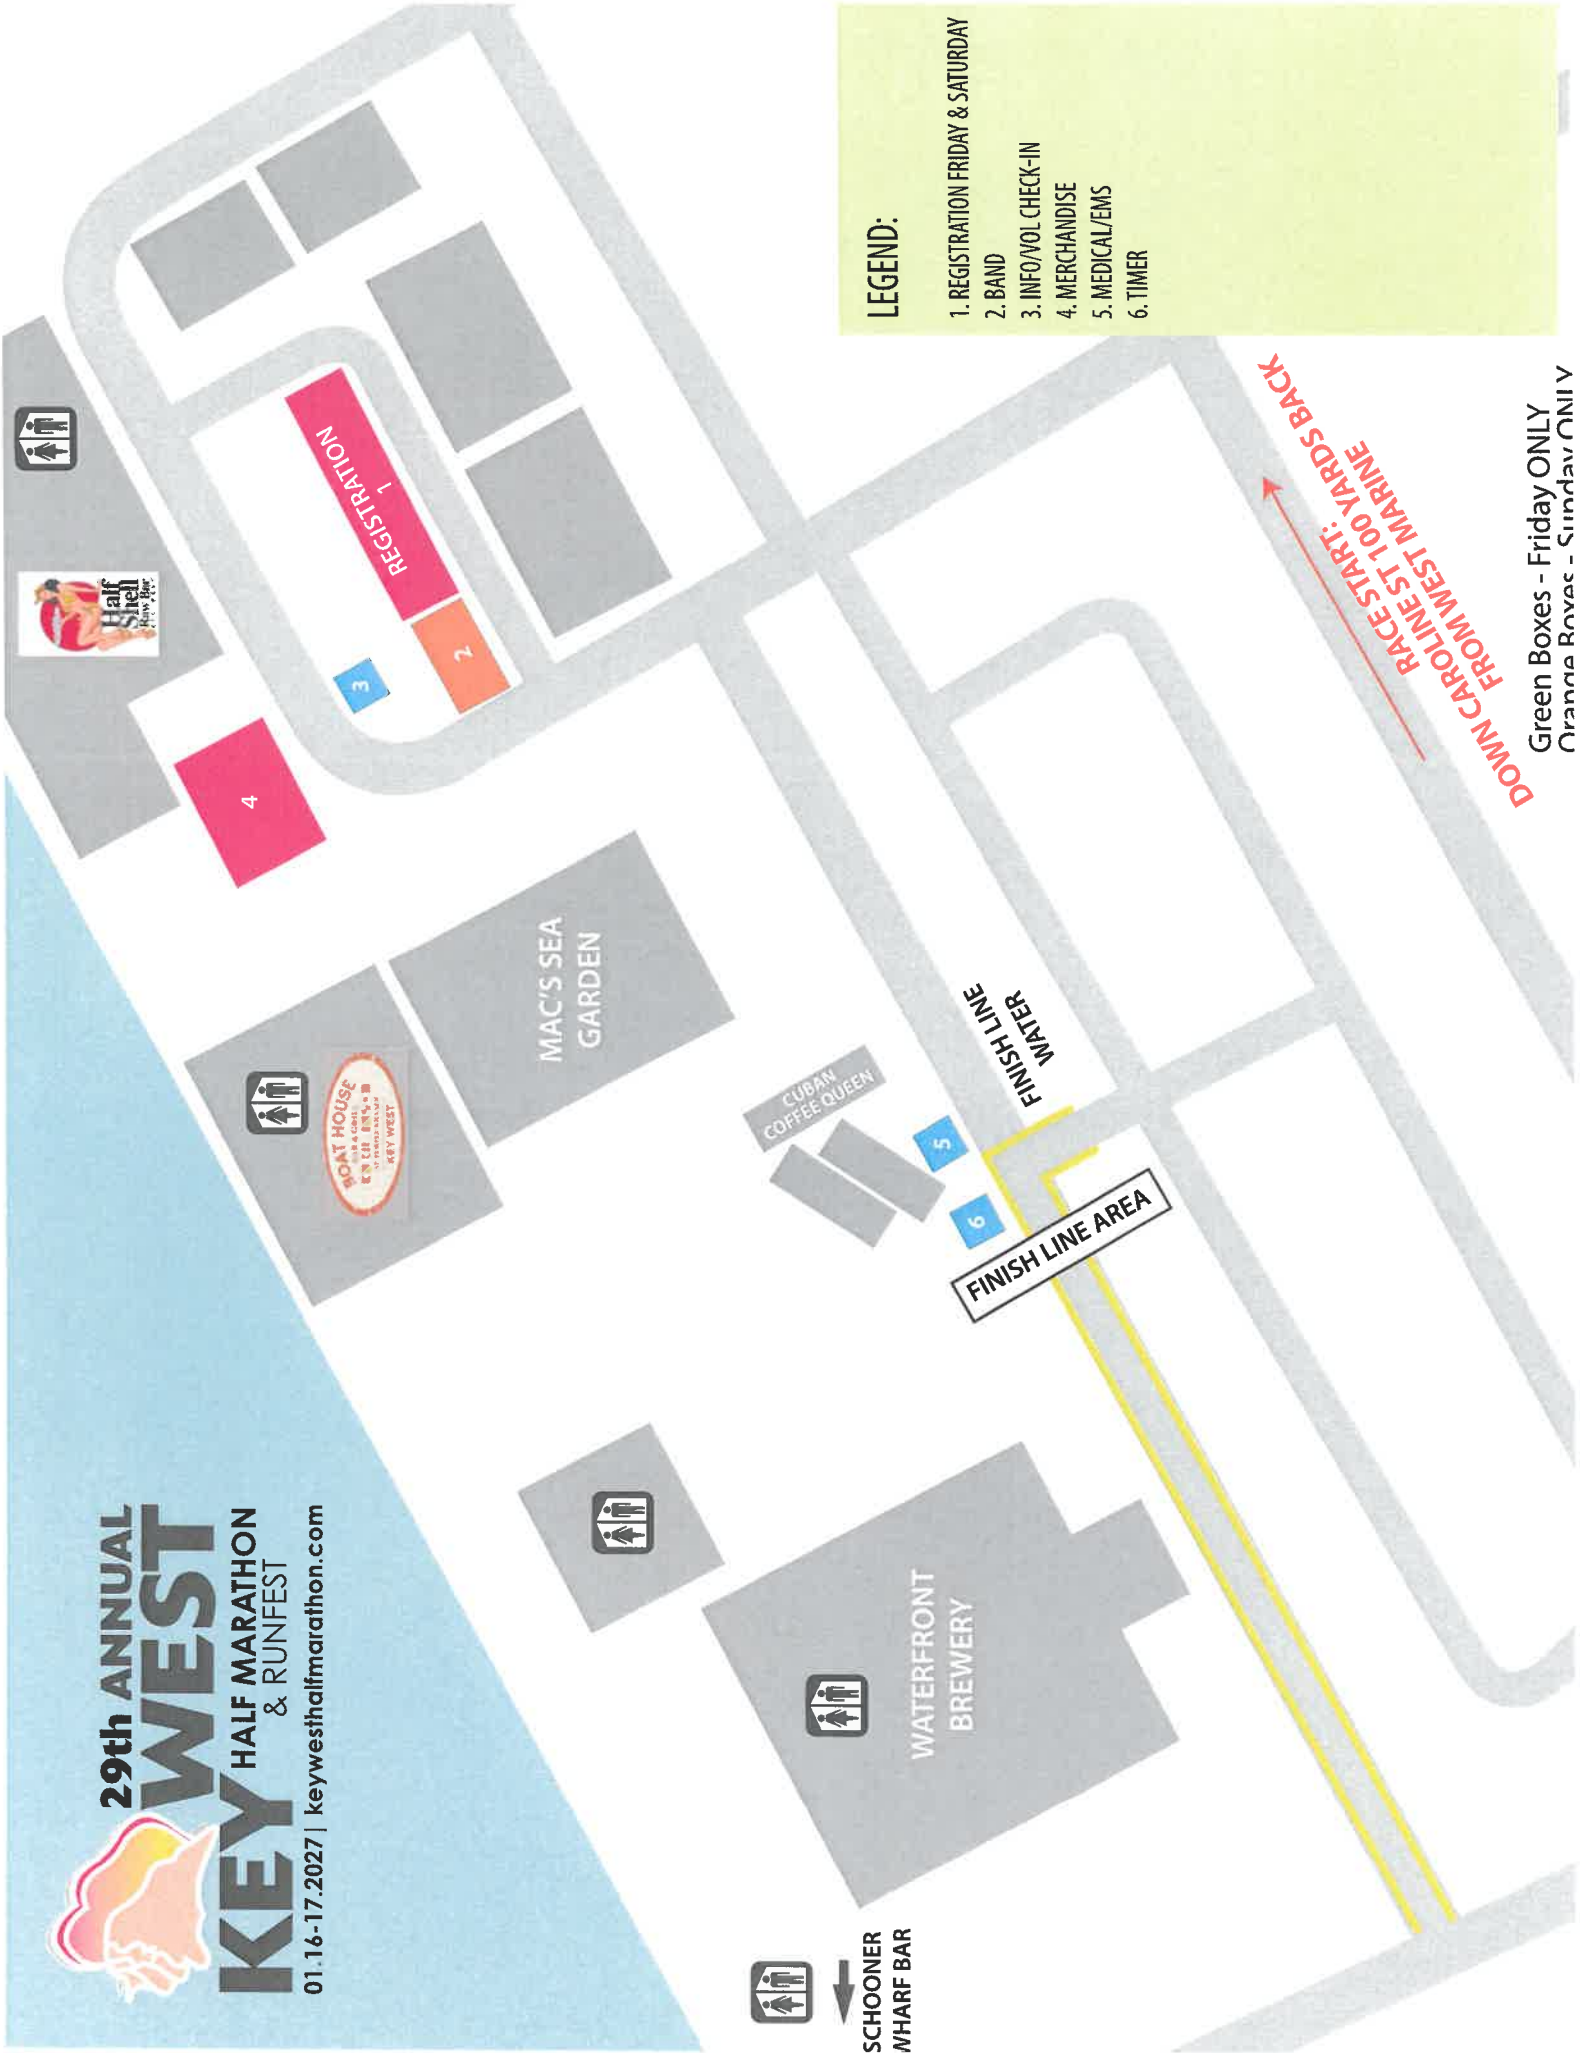 29th ANNUAL
KEY WEST
HALF MARATHON
& RUNFEST
01.16-17.2027 | keywesthalfmarathon.com
Half
Shell
Raw Bar
REGISTRATION
1
2
3
4
BOAT HOUSE
KEY WEST
MAC'S SEA
GARDEN
CUBAN
COFFEE QUEEN
5
6
FINISH LINE
WATER
FINISH LINE AREA
WATERFRONT
BREWERY
SCHOONER
WHARF BAR
LEGEND:
1. REGISTRATION FRIDAY & SATURDAY
2. BAND
3. INFO/VOL CHECK-IN
4. MERCHANDISE
5. MEDICAL/EMS
6. TIMER
RACE START:
DOWN CAROLINE ST 100 YARDS BACK
FROM WEST MARINE
Green Boxes - Friday ONLY
Orange Boxes - Sunday ONLY